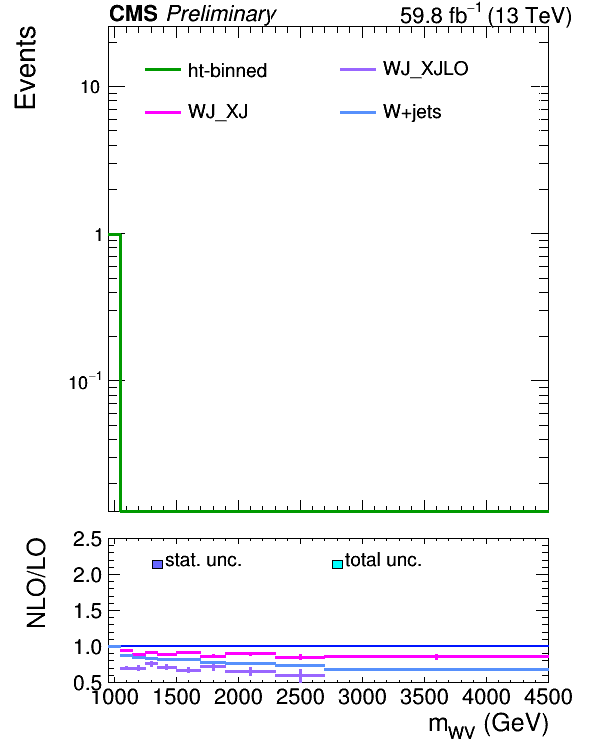 CMS Preliminary 59.8 fb⁻¹ (13 TeV)
Events
ht-binned WJ_XJLO
WJ_XJ W+jets
10
1
10⁻¹
NLO/LO
stat. unc. total unc.
2.5
2.0
1.5
1.0
0.5
1000 1500 2000 2500 3000 3500 4000 4500
m_WV (GeV)